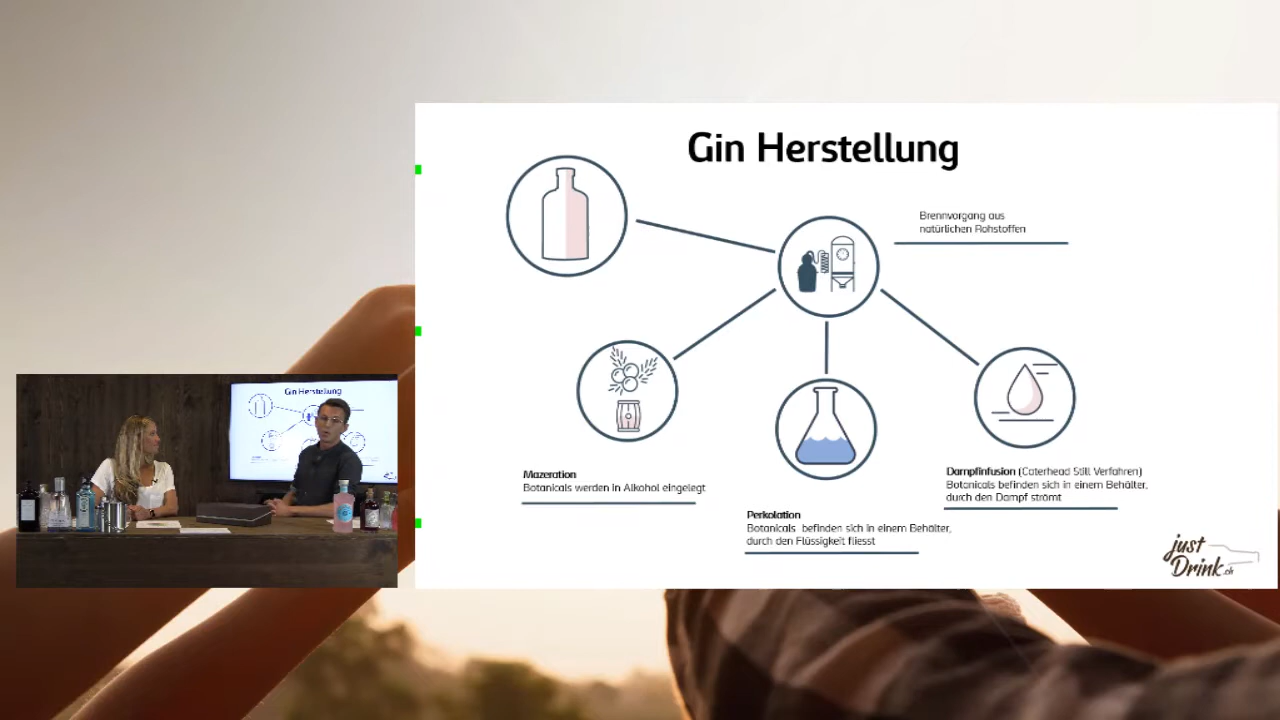 Gin Herstellung
Brennvorgang aus
natürlichen Rohstoffen
Mazeration
Botanicals werden in Alkohol eingelegt
Perkolation
Botanicals befinden sich in einem Behälter,
durch den Flüssigkeit fliesst
Dampfinfusion (Caterhead Still Verfahren)
Botanicals befinden sich in einem Behälter,
durch den Dampf strömt
just
Drink.ch
Gin Herstellung